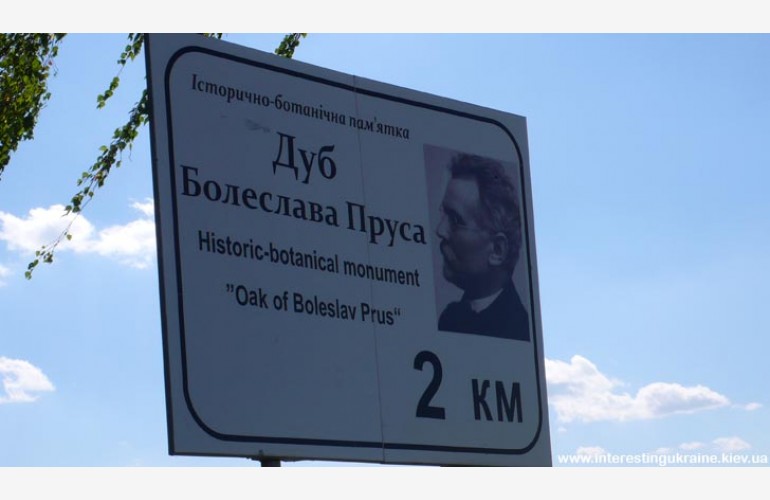 Історично-ботанічна пам'ятка
Дуб
Болеслава Пруса
Historic-botanical monument
”Oak of Boleslav Prus“
2 км
www.interestingukraine.kiev.ua